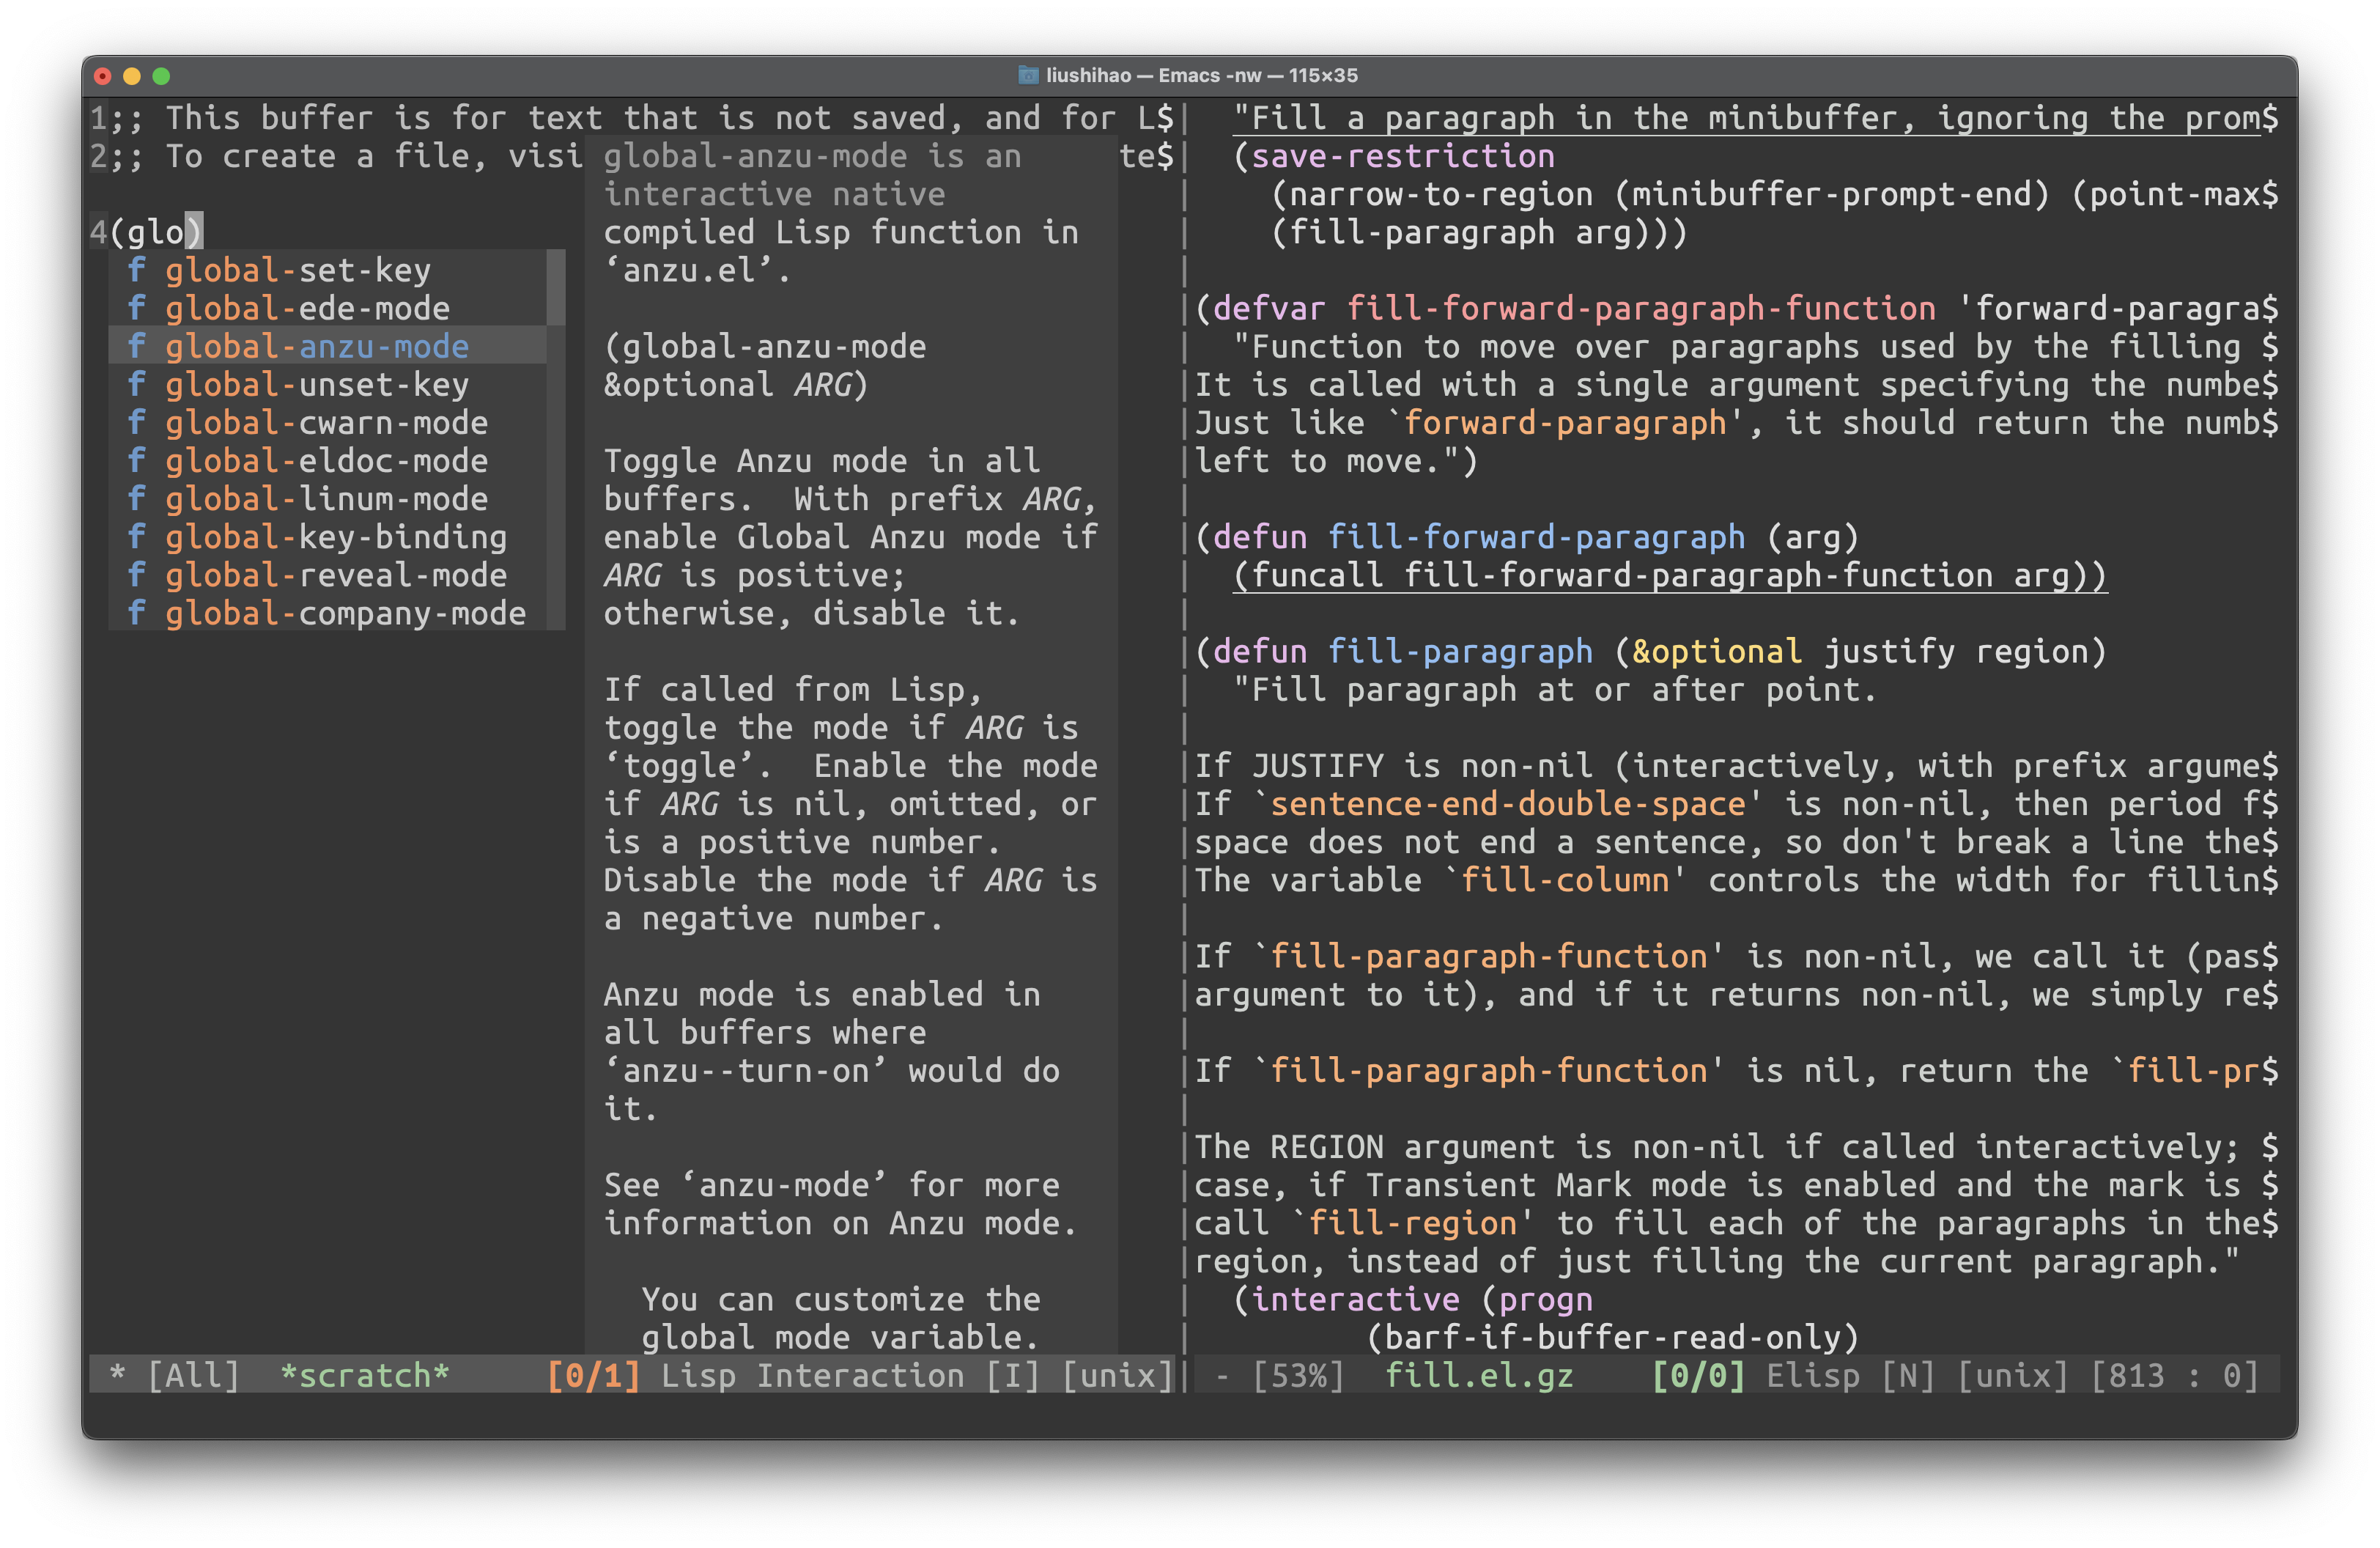 liushihao — Emacs -nw — 115×35
1;; This buffer is for text that is not saved, and for L$
2;; To create a file, visi
te$
4(glo)
f global-set-key
f global-ede-mode
f global-anzu-mode
f global-unset-key
f global-cwarn-mode
f global-eldoc-mode
f global-linum-mode
f global-key-binding
f global-reveal-mode
f global-company-mode
global-anzu-mode is an
interactive native
compiled Lisp function in
‘anzu.el’.
(global-anzu-mode
&optional ARG)
Toggle Anzu mode in all
buffers.  With prefix ARG,
enable Global Anzu mode if
ARG is positive;
otherwise, disable it.
If called from Lisp,
toggle the mode if ARG is
‘toggle’.  Enable the mode
if ARG is nil, omitted, or
is a positive number.
Disable the mode if ARG is
a negative number.
Anzu mode is enabled in
all buffers where
‘anzu--turn-on’ would do
it.
See ‘anzu-mode’ for more
information on Anzu mode.
You can customize the
global mode variable.
* [All]  *scratch*     [0/1] Lisp Interaction [I] [unix]
"Fill a paragraph in the minibuffer, ignoring the prom$
(save-restriction
(narrow-to-region (minibuffer-prompt-end) (point-max$
(fill-paragraph arg)))
(defvar fill-forward-paragraph-function 'forward-paragra$
"Function to move over paragraphs used by the filling $
It is called with a single argument specifying the numbe$
Just like `forward-paragraph', it should return the numb$
left to move.")
(defun fill-forward-paragraph (arg)
(funcall fill-forward-paragraph-function arg))
(defun fill-paragraph (&optional justify region)
"Fill paragraph at or after point.
If JUSTIFY is non-nil (interactively, with prefix argume$
If `sentence-end-double-space' is non-nil, then period f$
space does not end a sentence, so don't break a line the$
The variable `fill-column' controls the width for fillin$
If `fill-paragraph-function' is non-nil, we call it (pas$
argument to it), and if it returns non-nil, we simply re$
If `fill-paragraph-function' is nil, return the `fill-pr$
The REGION argument is non-nil if called interactively; $
case, if Transient Mark mode is enabled and the mark is $
call `fill-region' to fill each of the paragraphs in the$
region, instead of just filling the current paragraph."
(interactive (progn
(barf-if-buffer-read-only)
- [53%]  fill.el.gz    [0/0] Elisp [N] [unix] [813 : 0]